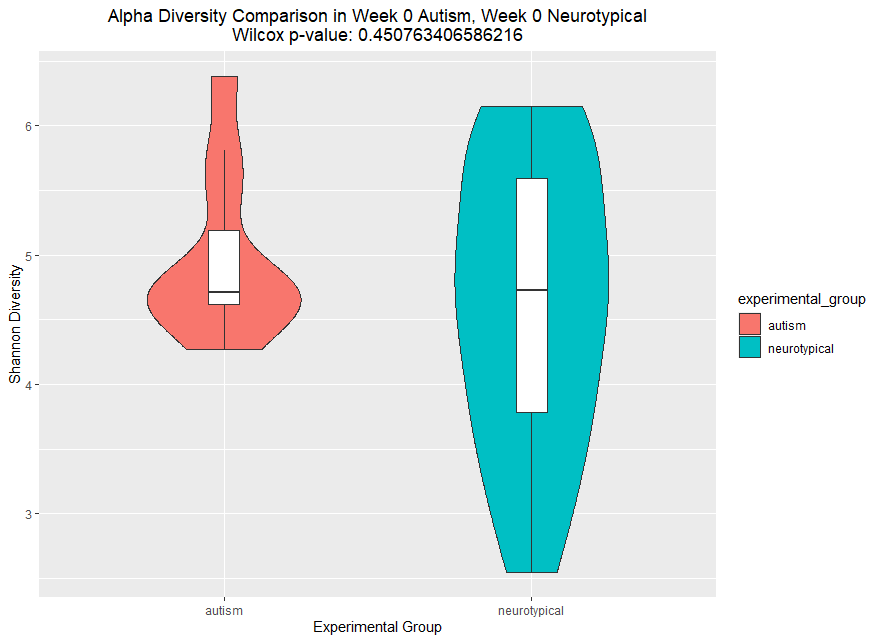 Alpha Diversity Comparison in Week 0 Autism, Week 0 Neurotypical
Wilcox p-value: 0.450763406586216
Shannon Diversity
6
5
4
3
autism
neurotypical
Experimental Group
experimental_group
autism
neurotypical